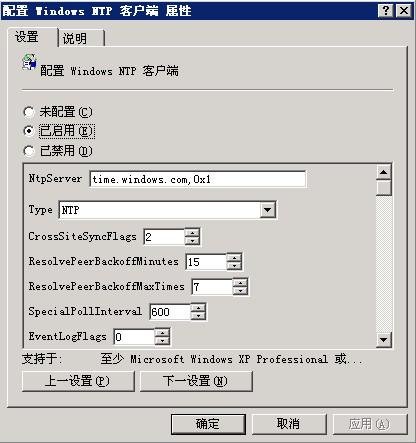 配置 Windows NTP 客户端 属性
设置 说明
配置 Windows NTP 客户端
未配置(C)
已启用(E)
已禁用(D)
NtpServer time.windows.com,0x1
Type NTP
CrossSiteSyncFlags 2
ResolvePeerBackoffMinutes 15
ResolvePeerBackoffMaxTimes 7
SpecialPollInterval 600
EventLogFlags 0
支持于: 至少 Microsoft Windows XP Professional 或...
上一设置(P) 下一设置(N)
确定 取消 应用(A)